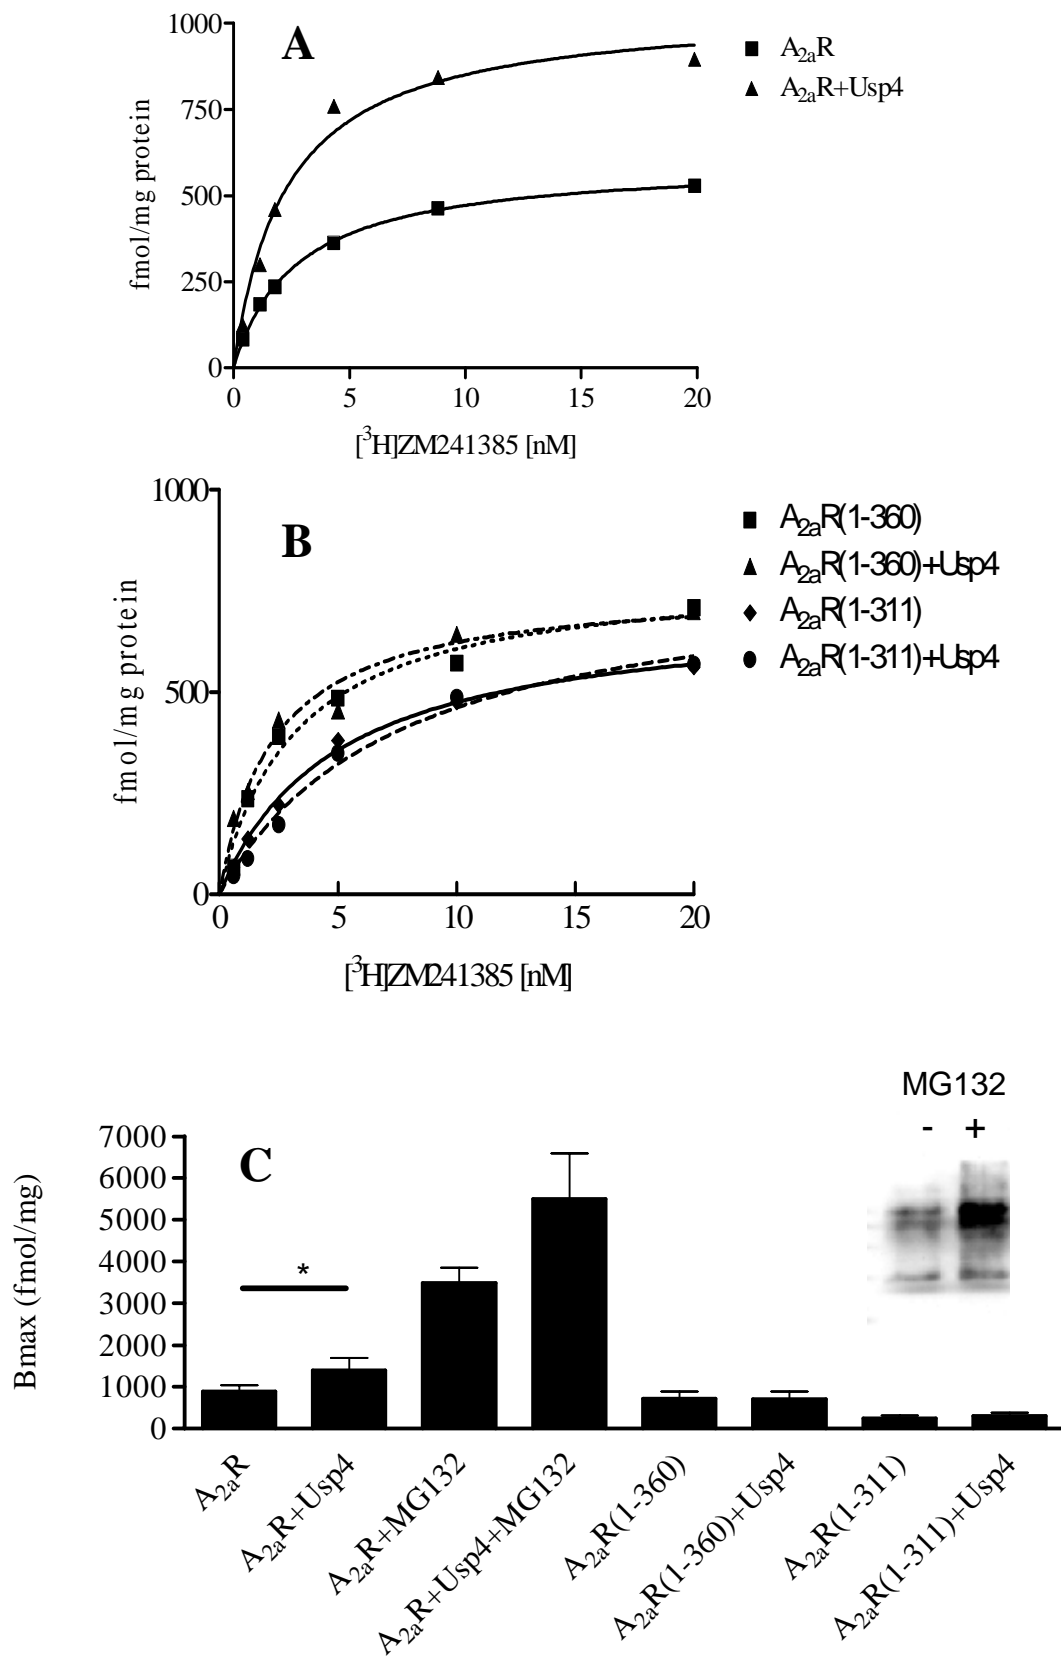 A
1000
750
500
250
0
fmol/mg protein
0 5 10 15 20
[³H]ZM241385 [nM]
A₂ₐR
A₂ₐR+Usp4
B
1000
500
0
fmol/mg protein
0 5 10 15 20
[³H]ZM241385 [nM]
A₂ₐR(1-360)
A₂ₐR(1-360)+Usp4
A₂ₐR(1-311)
A₂ₐR(1-311)+Usp4
C
MG132
- +
7000
6000
5000
4000
3000
2000
1000
0
Bmax (fmol/mg)
*
A₂ₐR
A₂ₐR+Usp4
A₂ₐR+MG132
A₂ₐR+Usp4+MG132
A₂ₐR(1-360)
A₂ₐR(1-360)+Usp4
A₂ₐR(1-311)
A₂ₐR(1-311)+Usp4